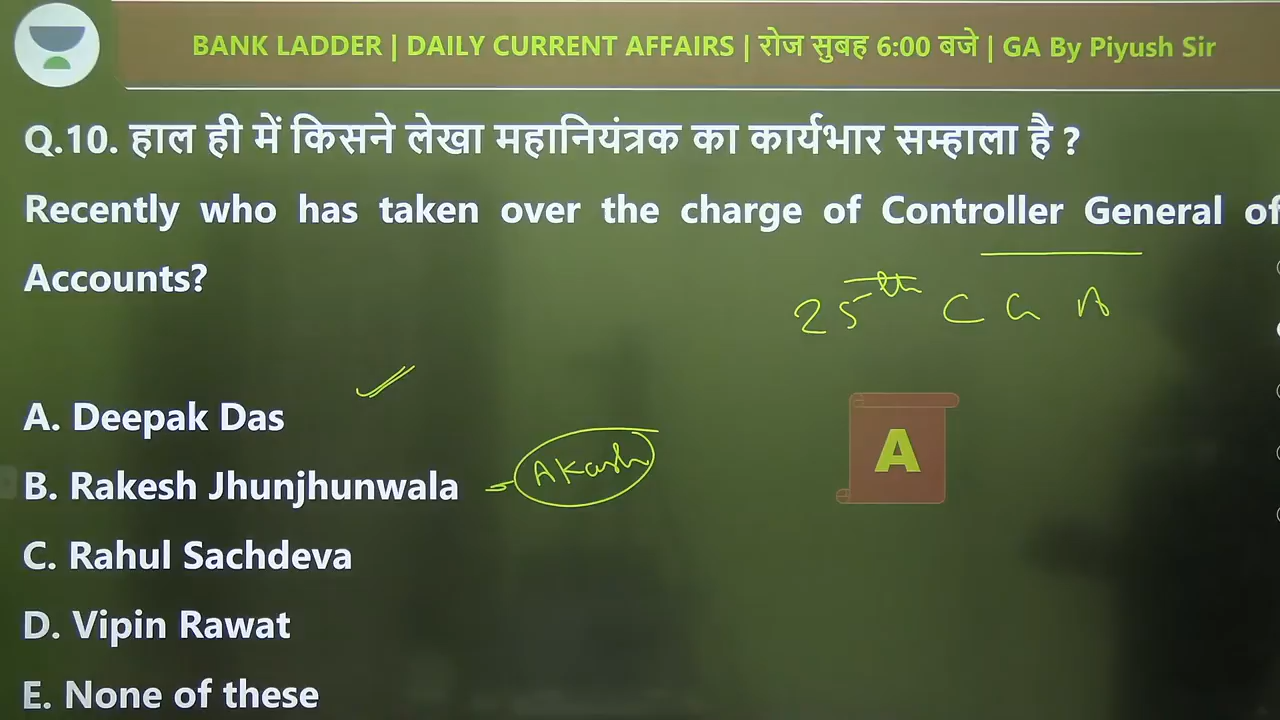 BANK LADDER | DAILY CURRENT AFFAIRS | रोज सुबह 6:00 बजे | GA By Piyush Sir
Q.10. हाल ही में किसने लेखा महानियंत्रक का कार्यभार सम्हाला है ?
Recently who has taken over the charge of Controller General of
Accounts?
25th C G A
A. Deepak Das
A
B. Rakesh Jhunjhunwala
Akash
C. Rahul Sachdeva
D. Vipin Rawat
E. None of these